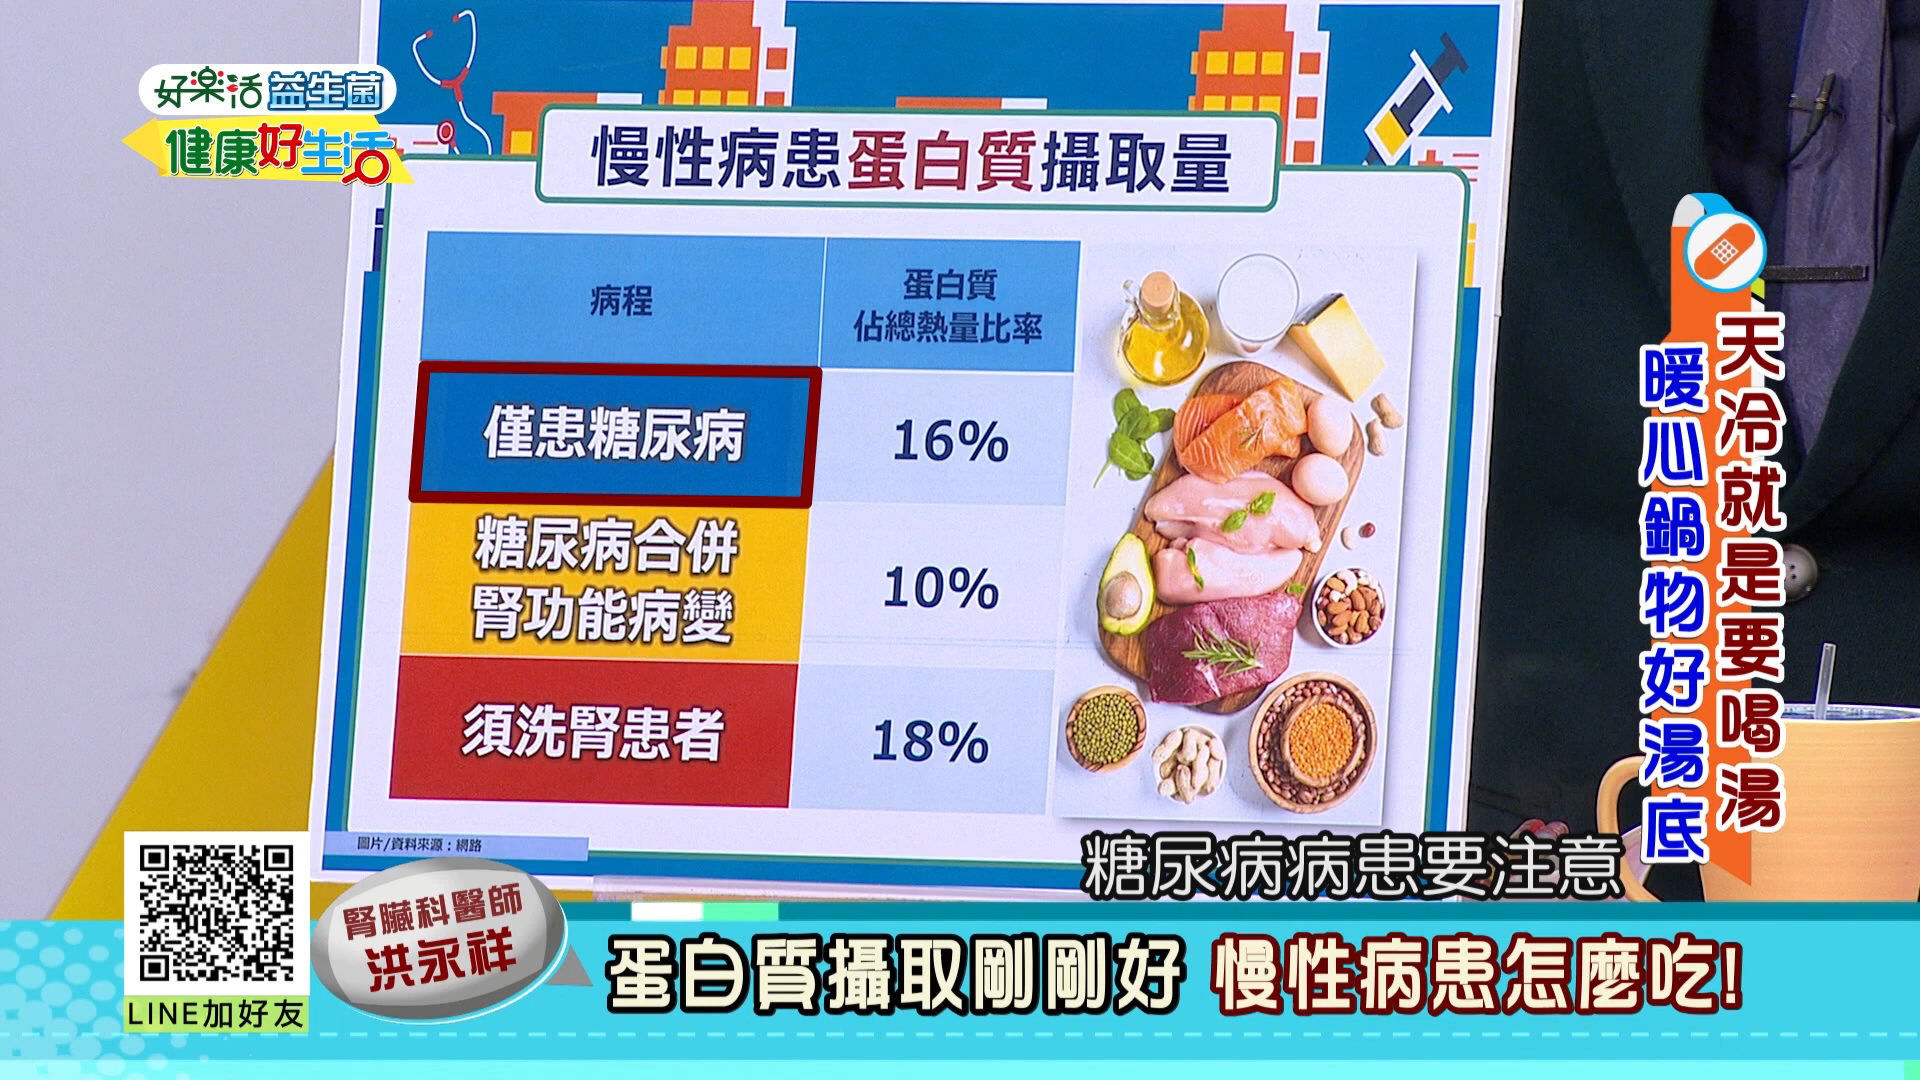 好樂活益生菌
健康好生活
慢性病患蛋白質攝取量
病程
蛋白質
佔總熱量比率
僅患糖尿病
16%
糖尿病合併
腎功能病變
10%
須洗腎患者
18%
圖片/資料來源：網路
天冷就是要喝湯
暖心鍋物好湯底
糖尿病病患要注意
腎臟科醫師
洪永祥
蛋白質攝取剛剛好 慢性病患怎麼吃!
LINE加好友